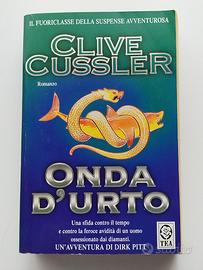 IL FUORICLASSE DELLA SUSPENSE AVVENTUROSA
CLIVE
CUSSLER
Romanzo
ONDA
D'URTO
Una sfida contro il tempo
e contro la feroce avidità di un uomo
ossessionato dai diamanti.
UN'AVVENTURA DI DIRK PITT
TEA
subito